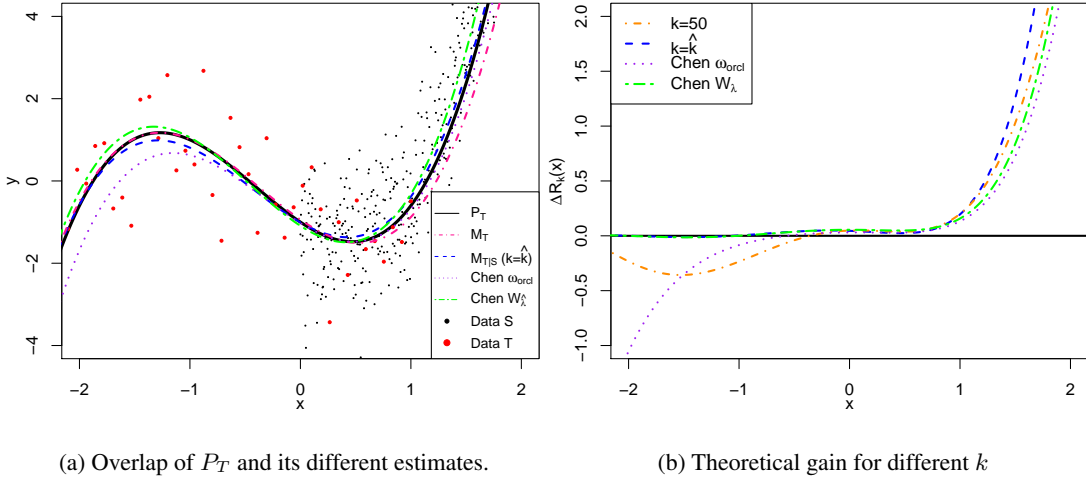 4
2
0
−2
−4
y
P_T
M_T
M_T|S (k=k̂)
Chen ω_orcl
Chen W_λ̂
Data S
Data T
−2 −1 0 1 2
x
2.0
1.5
1.0
0.5
0.0
−0.5
−1.0
ΔR_k(x)
k=50
k=k̂
Chen ω_orcl
Chen W_λ
−2 −1 0 1 2
x
(a) Overlap of P_T and its different estimates.
(b) Theoretical gain for different k